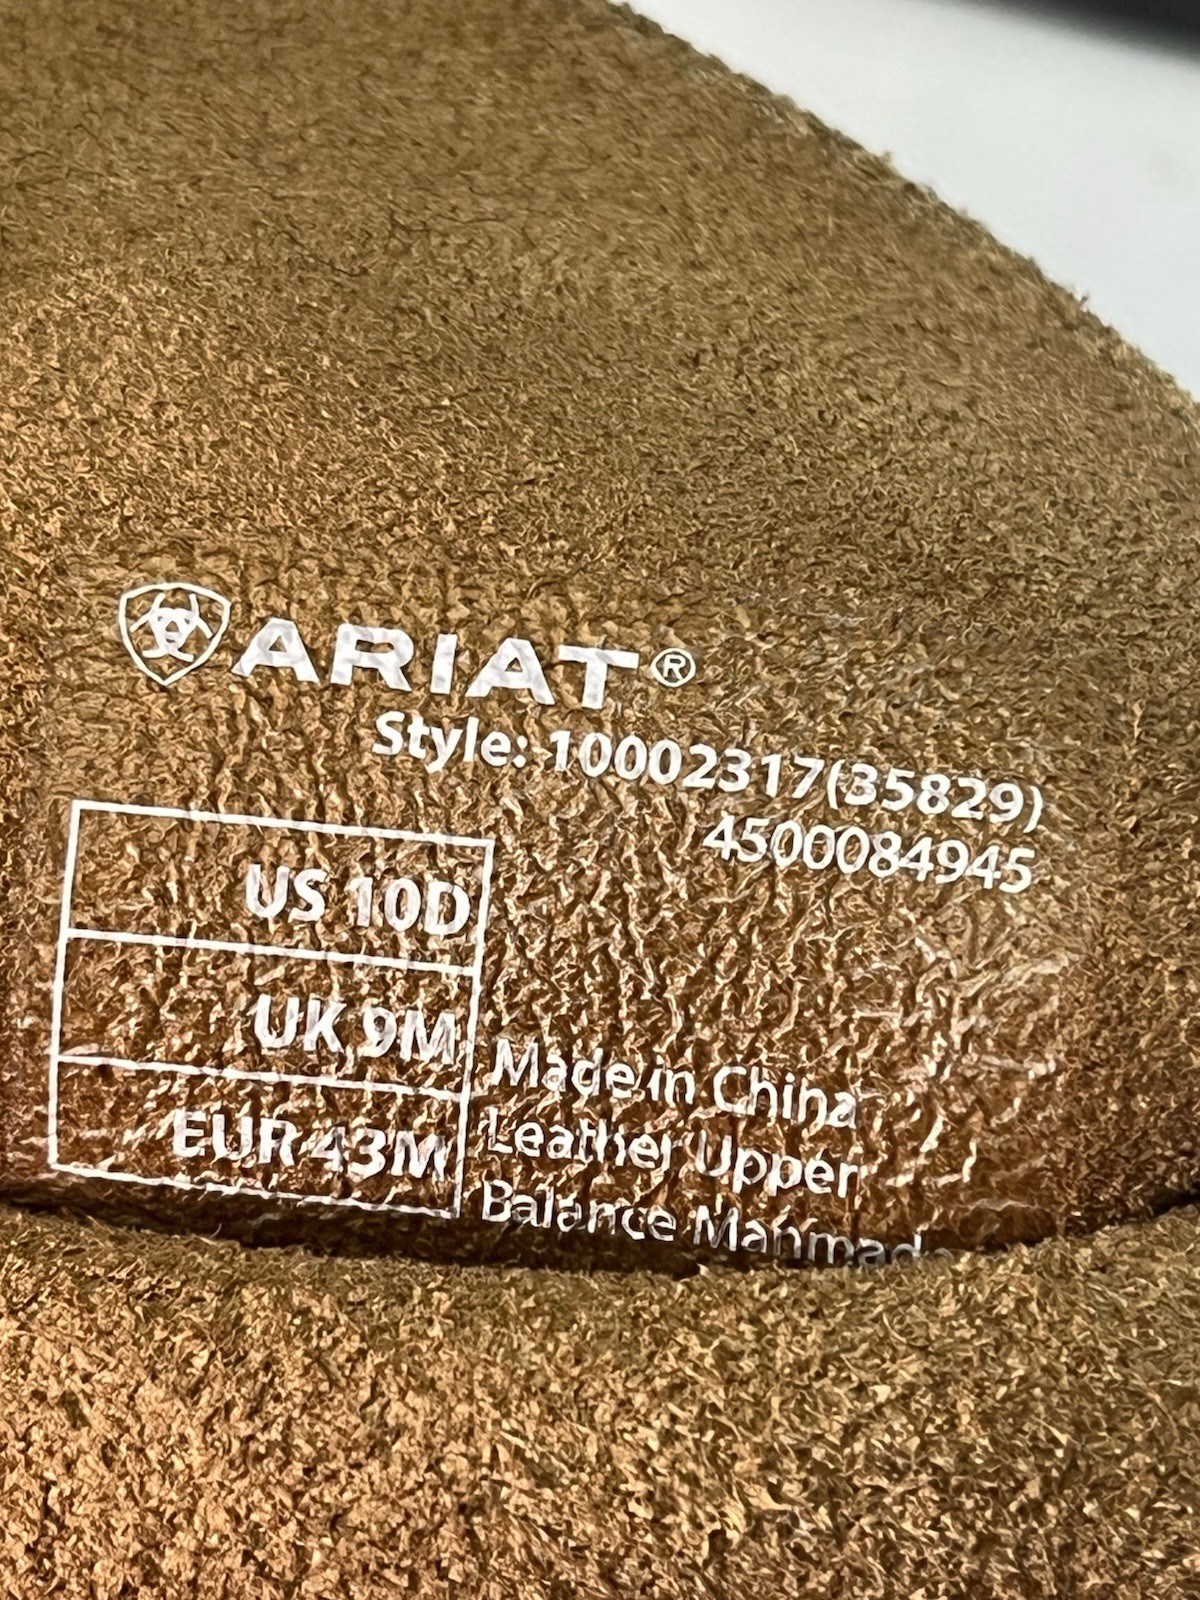 ARIAT®
Style: 10002317(35829)
4500084945
US 10D
UK 9M
EUR 43M
Made in China
Leather Upper
Balance Manmade